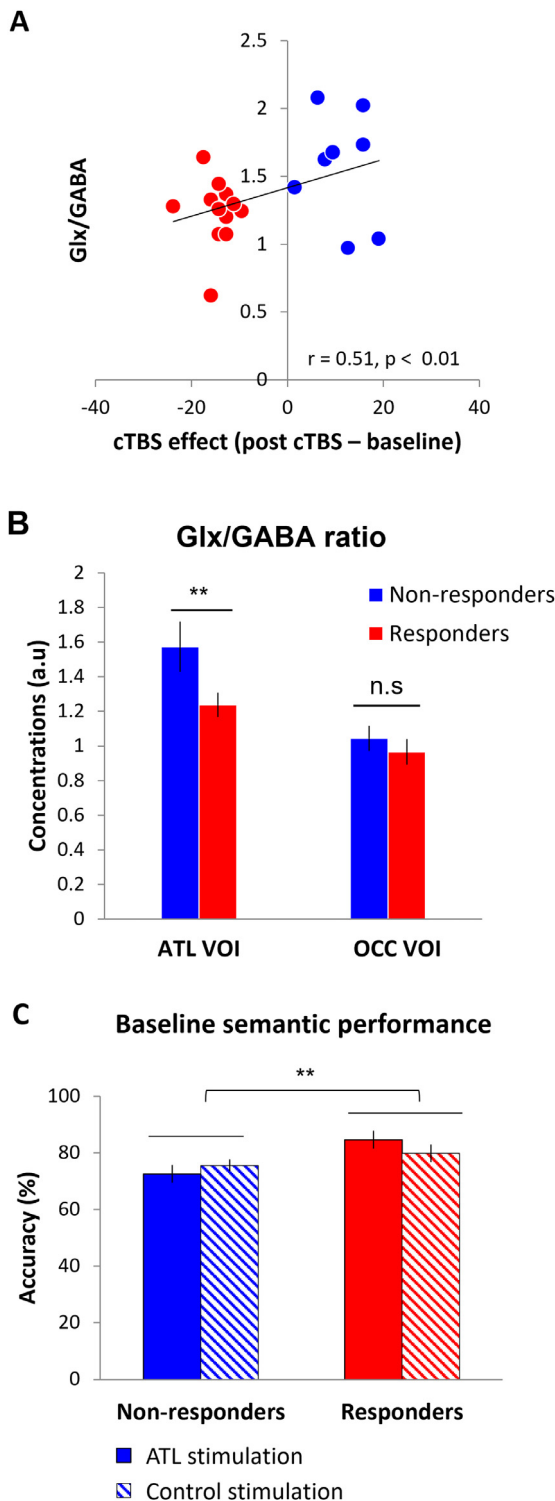 A
2.5
2
1.5
1
0.5
0
Glx/GABA
r = 0.51, p < 0.01
-40 -20 0 20 40
cTBS effect (post cTBS – baseline)
B
Glx/GABA ratio
2
1.8
1.6
1.4
1.2
1
0.8
0.6
0.4
0.2
0
Concentrations (a.u)
**
n.s
Non-responders
Responders
ATL VOI OCC VOI
C
Baseline semantic performance
100
80
60
40
20
0
Accuracy (%)
**
Non-responders Responders
ATL stimulation
Control stimulation